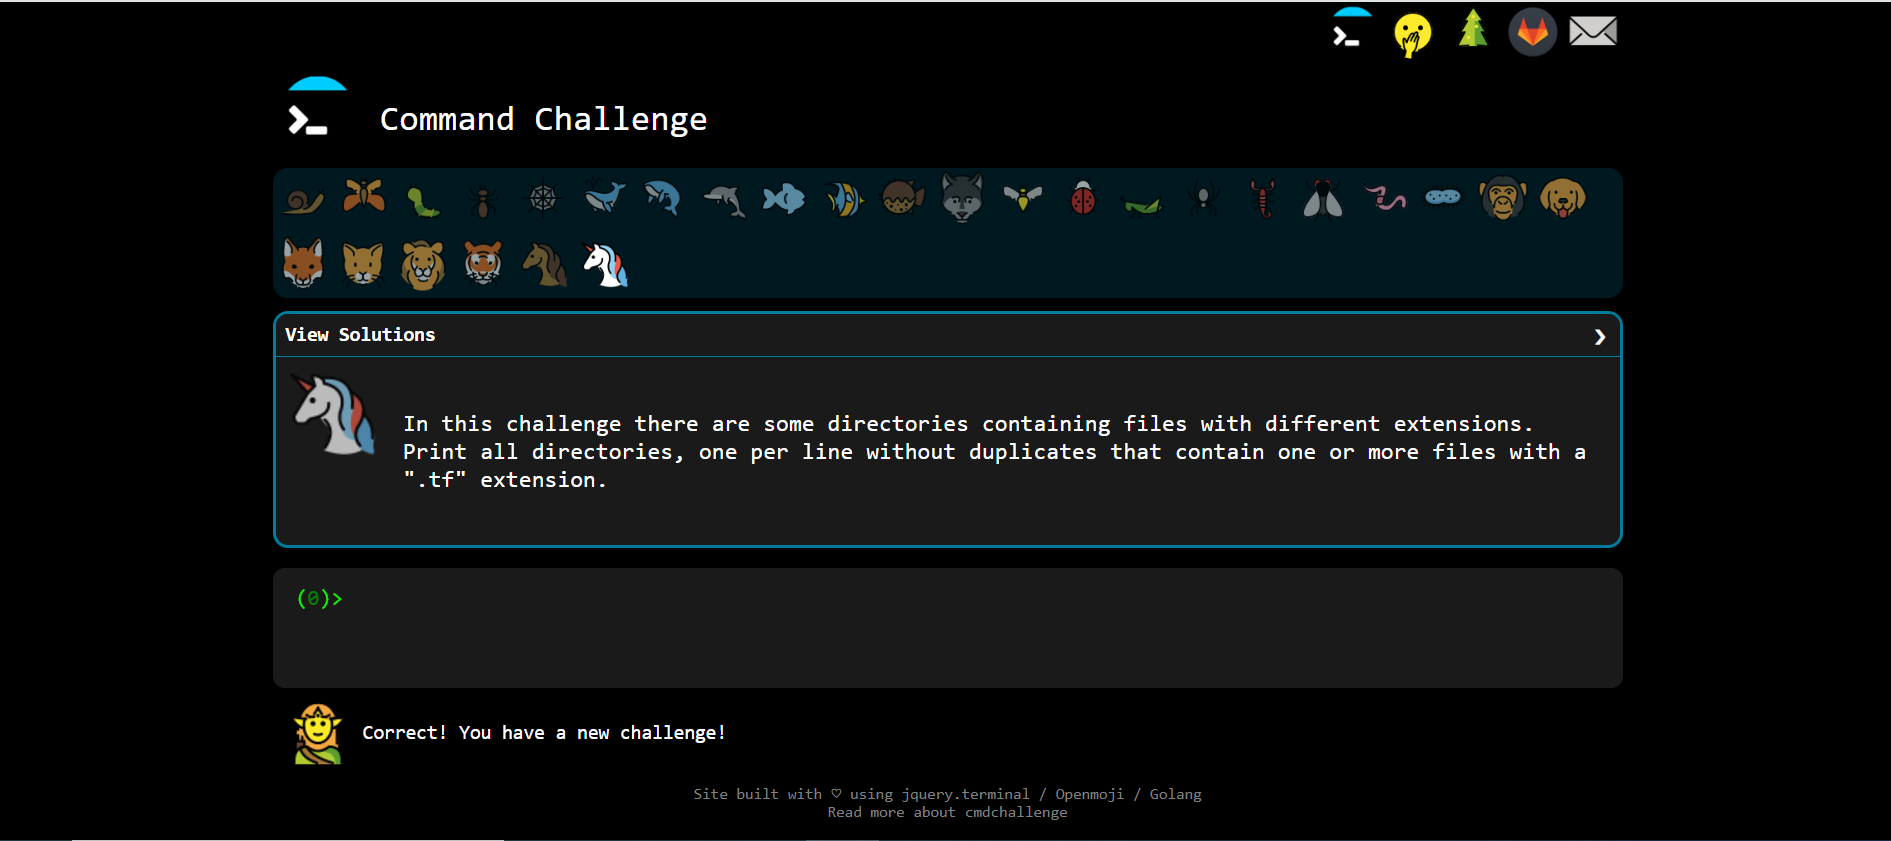 Command Challenge
View Solutions
In this challenge there are some directories containing files with different extensions.
Print all directories, one per line without duplicates that contain one or more files with a
".tf" extension.
(0)>
Correct! You have a new challenge!
Site built with ♡ using jquery.terminal / Openmoji / Golang
Read more about cmdchallenge